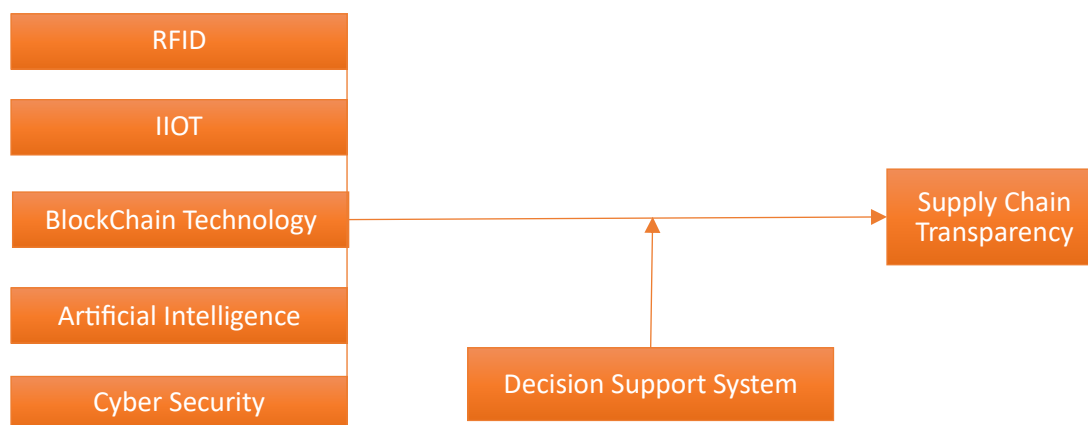 RFID
IIOT
BlockChain Technology
Artificial Intelligence
Cyber Security
Decision Support System
Supply Chain
Transparency